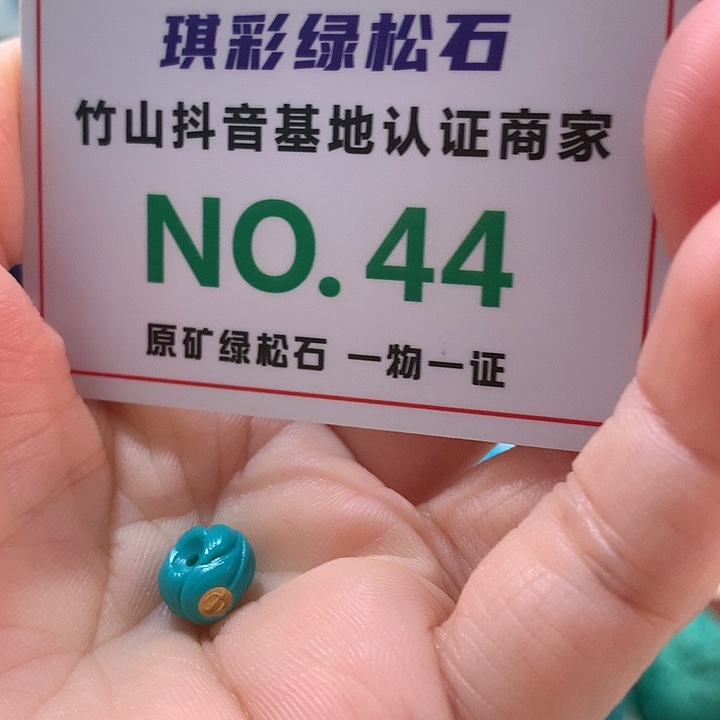 琪彩绿松石
竹山抖音基地认证商家
NO.44
原矿绿松石 一物一证